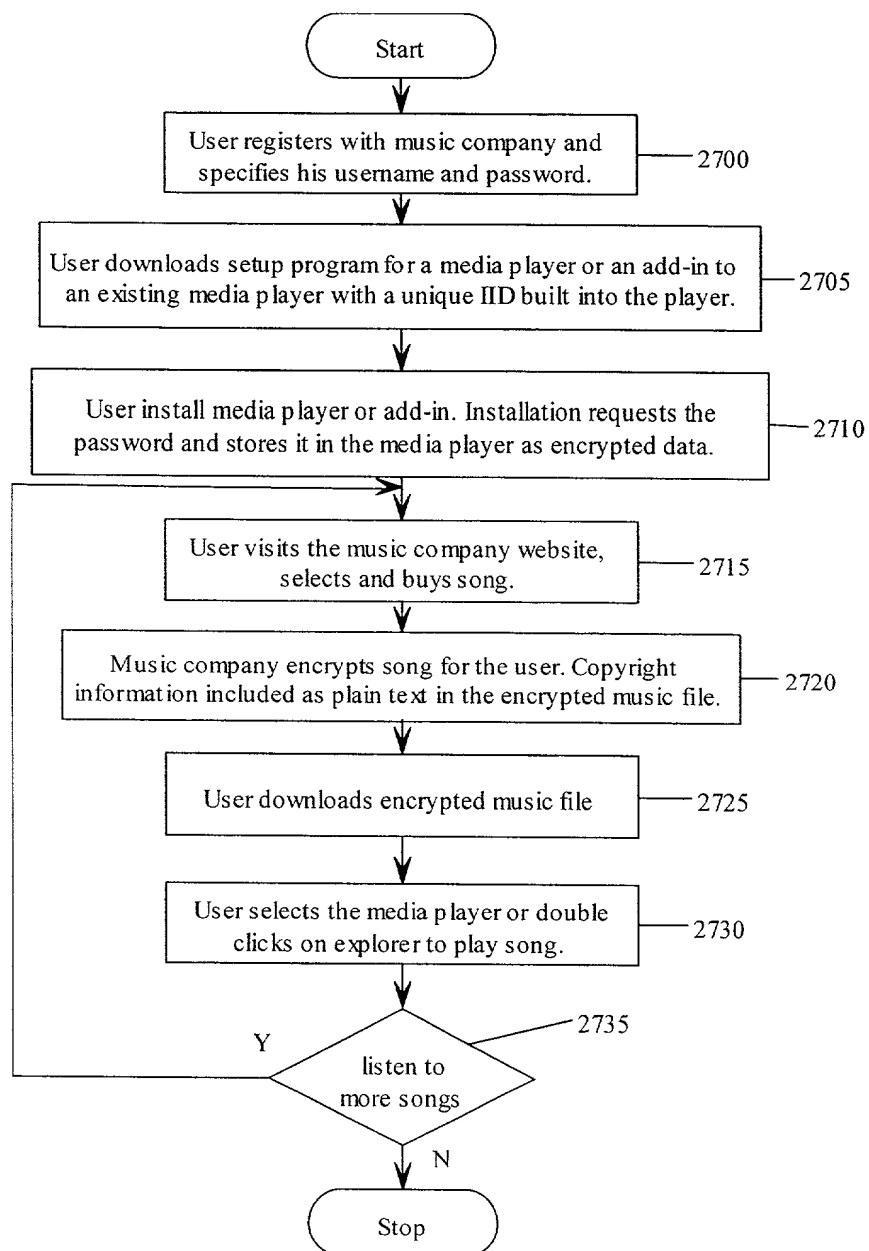 Start
User registers with music company and
specifies his username and password.
2700
User downloads setup program for a media player or an add-in to
an existing media player with a unique IID built into the player.
2705
User install media player or add-in. Installation requests the
password and stores it in the media player as encrypted data.
2710
User visits the music company website,
selects and buys song.
2715
Music company encrypts song for the user. Copyright
information included as plain text in the encrypted music file.
2720
User downloads encrypted music file
2725
User selects the media player or double
clicks on explorer to play song.
2730
2735
Y
listen to
more songs
N
Stop